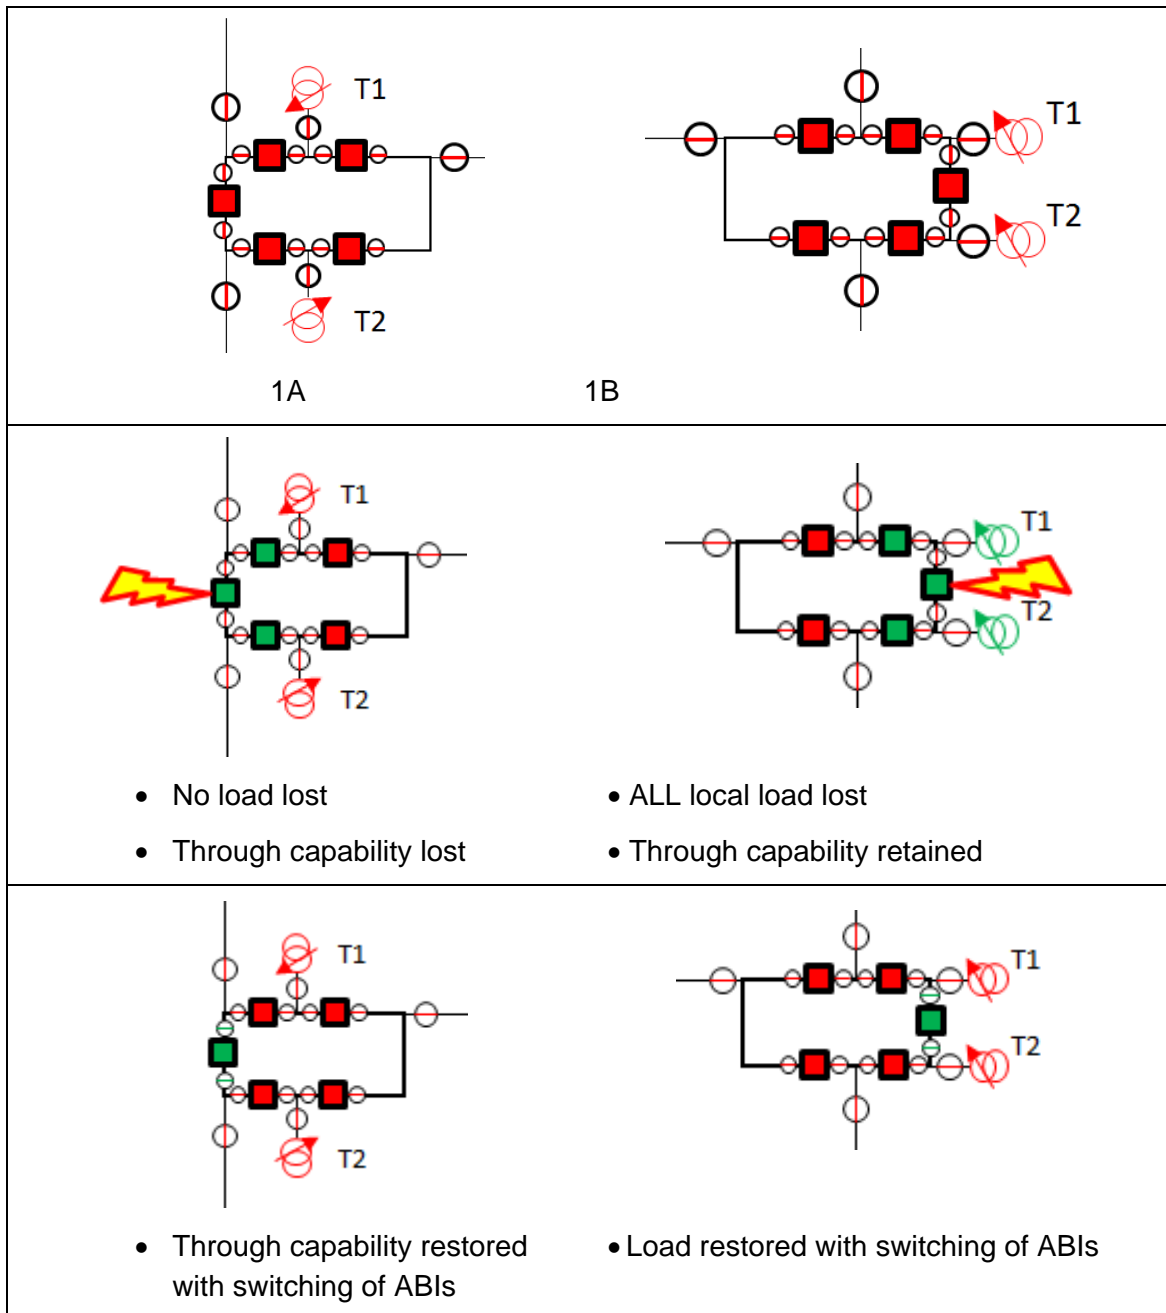 T1
T1
T2
T2
1A
1B
T1
T1
T2
T2
• No load lost
• ALL local load lost
• Through capability lost
• Through capability retained
T1
T1
T2
T2
• Through capability restored
with switching of ABIs
• Load restored with switching of ABIs